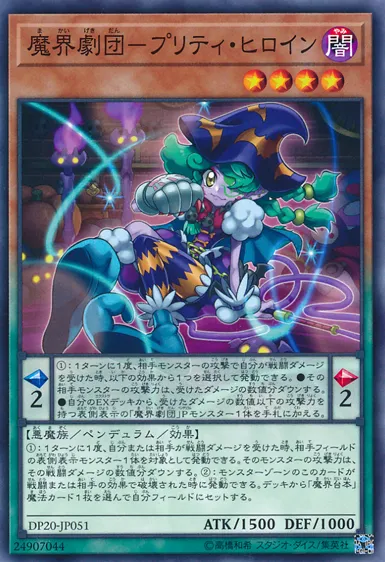 魔界劇団－プリティ・ヒロイン
闇
①：1ターンに1度、相手モンスターの攻撃で自分が戦闘ダメージ
を受けた時、以下の効果から1つを選択して発動できる。●そ
の相手モンスターの攻撃力は、受けたダメージの数値分ダウンする。
●自分のEXデッキから、受けたダメージの数値以下の攻撃力を
持つ表側表示の「魔界劇団」Pモンスター1体を手札に加える。
2
2
【悪魔族／ペンデュラム／効果】
①：1ターンに1度、自分または相手が戦闘ダメージを受けた時、相手フィールド
の表側表示モンスター1体を対象として発動できる。そのモンスターの攻撃力は、
その戦闘ダメージの数値分ダウンする。②：モンスターゾーンのこのカードが
戦闘または相手の効果で破壊された時に発動できる。デッキから「魔界台本」
魔法カード1枚を選んで自分フィールドにセットする。
DP20-JP051
ATK/1500 DEF/1000
24907044
©高橋和希 スタジオ・ダイス/集英社